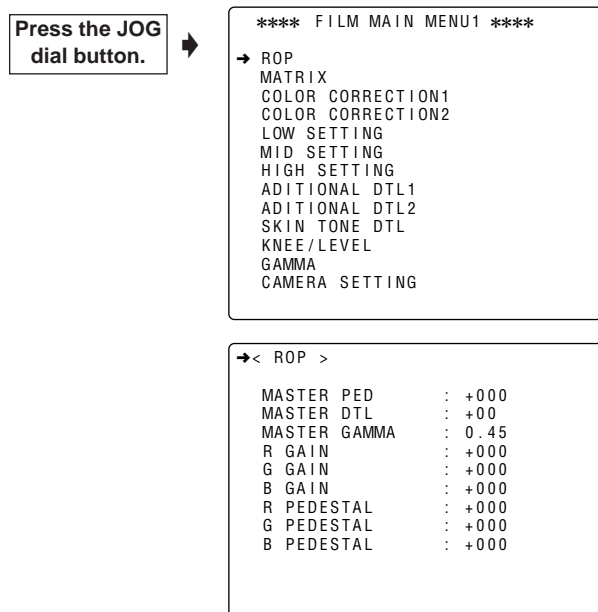 Press the JOG
dial button.
**** FILM MAIN MENU1 ****
➔ ROP
MATRIX
COLOR CORRECTION1
COLOR CORRECTION2
LOW SETTING
MID SETTING
HIGH SETTING
ADITIONAL DTL1
ADITIONAL DTL2
SKIN TONE DTL
KNEE/LEVEL
GAMMA
CAMERA SETTING
➔< ROP >
MASTER PED : +000
MASTER DTL : +00
MASTER GAMMA : 0.45
R GAIN : +000
G GAIN : +000
B GAIN : +000
R PEDESTAL : +000
G PEDESTAL : +000
B PEDESTAL : +000